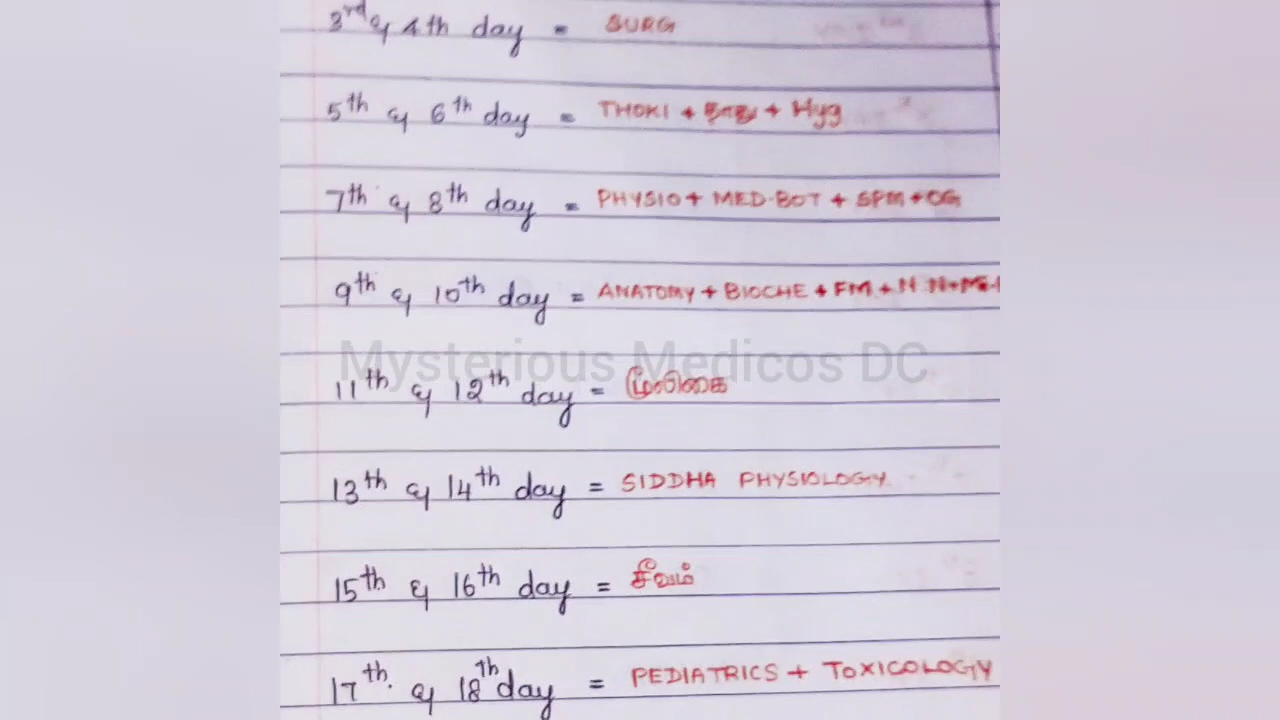 3rd & 4th day = SURG
5th & 6th day = THOKI + தாது + Hyg
7th & 8th day = PHYSIO + MED-BOT + SPM + OG
9th & 10th day = ANATOMY + BIOCHE + FM +
Mysterious Medicos DC
11th & 12th day = மூலிகை
13th & 14th day = SIDDHA PHYSIOLOGY
15th & 16th day = சீவம்
17th & 18th day = PEDIATRICS + TOXICOLOGY